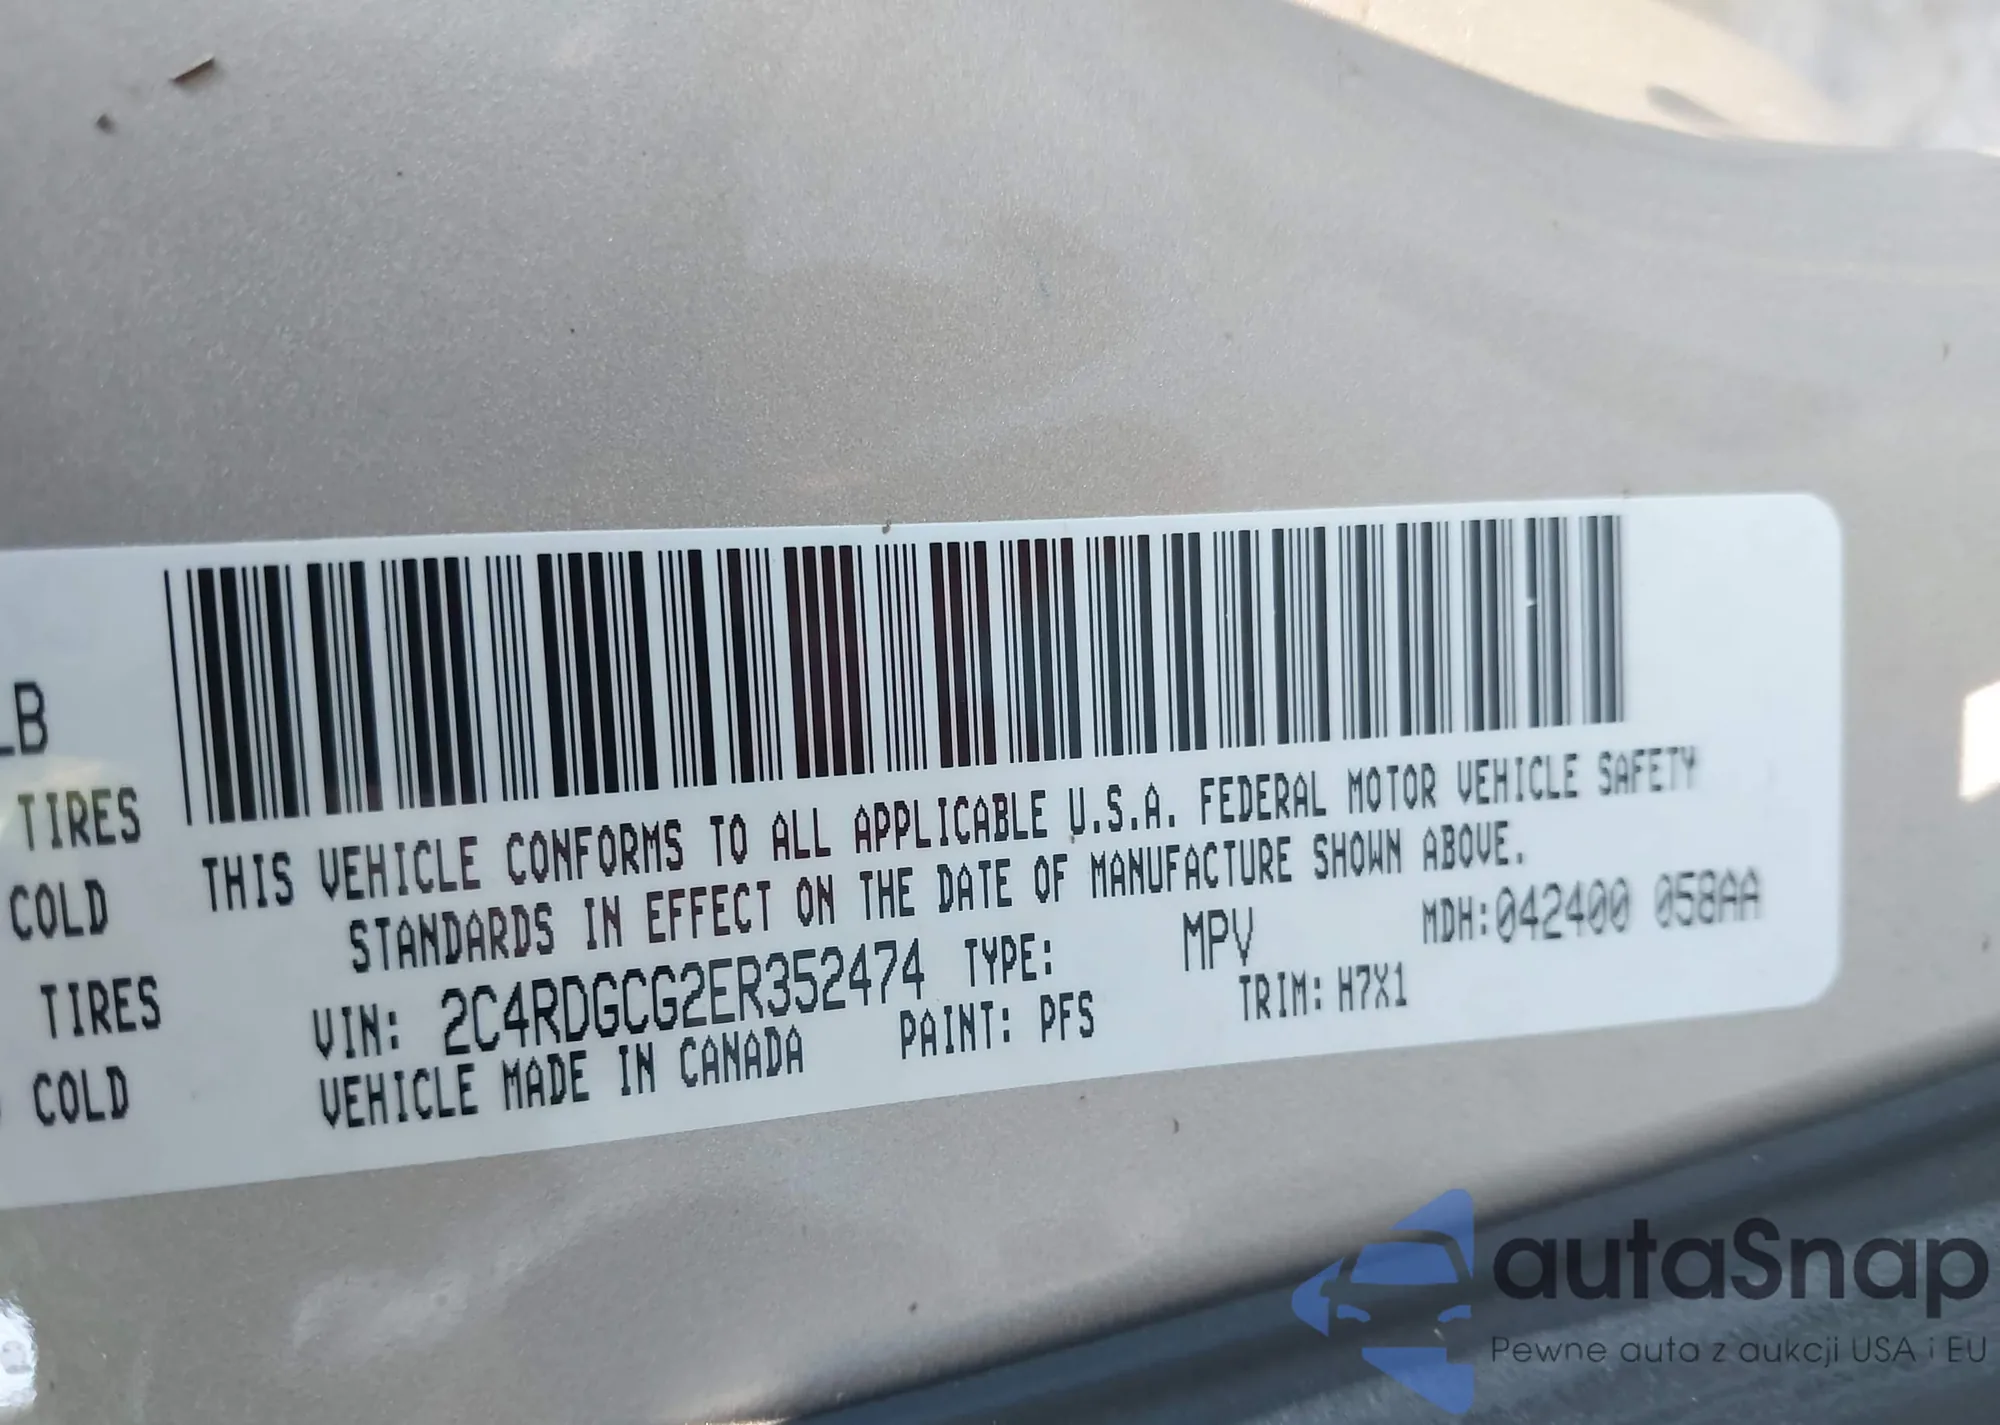 LB
TIRES
COLD
TIRES
COLD
THIS VEHICLE CONFORMS TO ALL APPLICABLE U.S.A. FEDERAL MOTOR VEHICLE SAFETY
STANDARDS IN EFFECT ON THE DATE OF MANUFACTURE SHOWN ABOVE.
VIN: 2C4RDGCG2ER352474 TYPE: MPV MDH:042400 058AA
VEHICLE MADE IN CANADA PAINT: PFS TRIM: H7X1
autaSnap
Pewne auta z aukcji USA i EU